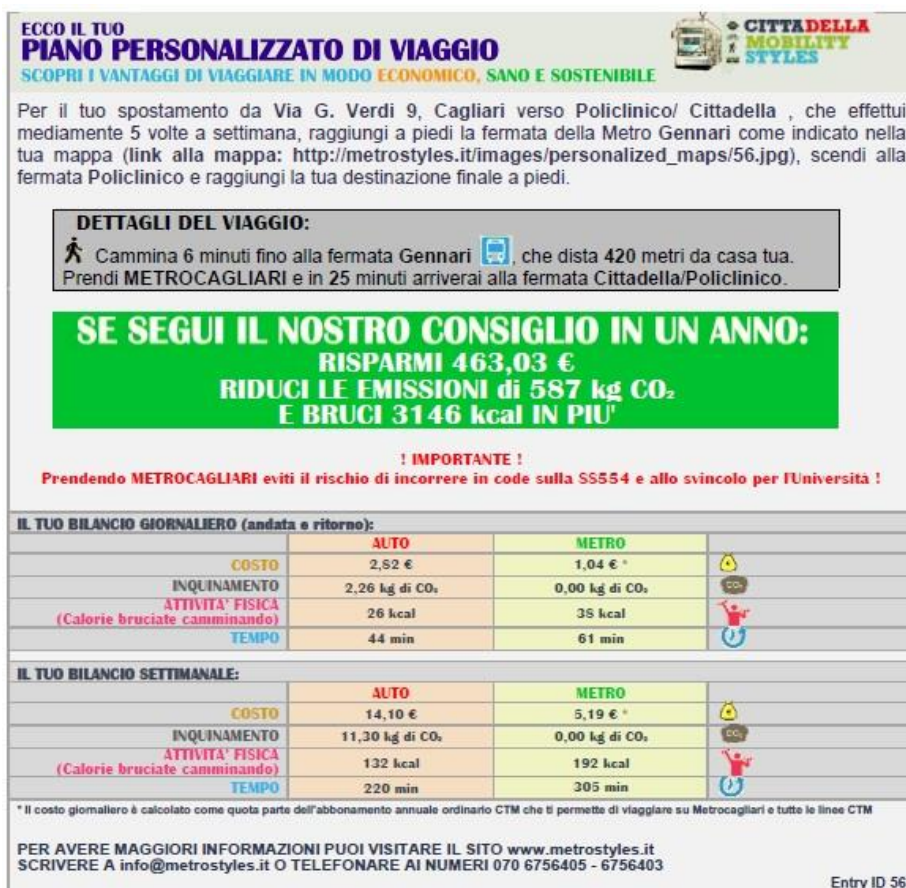 ECCO IL TUO
PIANO PERSONALIZZATO DI VIAGGIO
SCOPRI I VANTAGGI DI VIAGGIARE IN MODO ECONOMICO, SANO E SOSTENIBILE
CITTADELLA
MOBILITY
STYLES
Per il tuo spostamento da Via G. Verdi 9, Cagliari verso Policlinico/ Cittadella , che effettui
mediamente 5 volte a settimana, raggiungi a piedi la fermata della Metro Gennari come indicato nella
tua mappa (link alla mappa: http://metrostyles.it/images/personalized_maps/56.jpg), scendi alla
fermata Policlinico e raggiungi la tua destinazione finale a piedi.
DETTAGLI DEL VIAGGIO:
Cammina 6 minuti fino alla fermata Gennari , che dista 420 metri da casa tua.
Prendi METROCAGLIARI e in 25 minuti arriverai alla fermata Cittadella/Policlinico.
SE SEGUI IL NOSTRO CONSIGLIO IN UN ANNO:
RISPARMI 463,03 €
RIDUCI LE EMISSIONI di 587 kg CO₂
E BRUCI 3146 kcal IN PIU'
! IMPORTANTE !
Prendendo METROCAGLIARI eviti il rischio di incorrere in code sulla SS554 e allo svincolo per l'Università !
IL TUO BILANCIO GIORNALIERO (andata e ritorno):
AUTO METRO
COSTO 2,82 € 1,04 € *
INQUINAMENTO 2,26 kg di CO₂ 0,00 kg di CO₂
ATTIVITA' FISICA
(Calorie bruciate camminando) 26 kcal 38 kcal
TEMPO 44 min 61 min
IL TUO BILANCIO SETTIMANALE:
AUTO METRO
COSTO 14,10 € 5,19 € *
INQUINAMENTO 11,30 kg di CO₂ 0,00 kg di CO₂
ATTIVITA' FISICA
(Calorie bruciate camminando) 132 kcal 192 kcal
TEMPO 220 min 305 min
* Il costo giornaliero è calcolato come quota parte dell'abbonamento annuale ordinario CTM che ti permette di viaggiare su Metrocagliari e tutte le linee CTM
PER AVERE MAGGIORI INFORMAZIONI PUOI VISITARE IL SITO www.metrostyles.it
SCRIVERE A info@metrostyles.it O TELEFONARE AI NUMERI 070 6756405 - 6756403
Entry ID 56